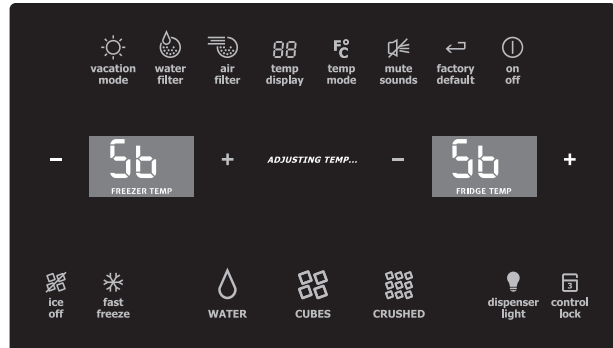 88 F°C
vacation mode
water filter
air filter
temp display
temp mode
mute sounds
factory default
on off
− Sb FREEZER TEMP +
ADJUSTING TEMP...
− Sb FRIDGE TEMP +
ice off
fast freeze
WATER
CUBES
CRUSHED
dispenser light
3
control lock